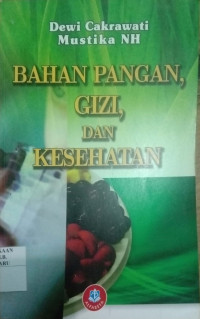 Dewi Cakrawati
Mustika NH
BAHAN PANGAN,
GIZI,
DAN
KESEHATAN